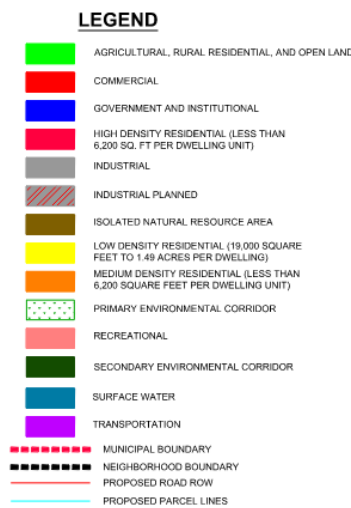 LEGEND
AGRICULTURAL, RURAL RESIDENTIAL, AND OPEN LAND
COMMERCIAL
GOVERNMENT AND INSTITUTIONAL
HIGH DENSITY RESIDENTIAL (LESS THAN
6,200 SQ. FT PER DWELLING UNIT)
INDUSTRIAL
INDUSTRIAL PLANNED
ISOLATED NATURAL RESOURCE AREA
LOW DENSITY RESIDENTIAL (19,000 SQUARE
FEET TO 1.49 ACRES PER DWELLING)
MEDIUM DENSITY RESIDENTIAL (LESS THAN
6,200 SQUARE FEET PER DWELLING UNIT)
PRIMARY ENVIRONMENTAL CORRIDOR
RECREATIONAL
SECONDARY ENVIRONMENTAL CORRIDOR
SURFACE WATER
TRANSPORTATION
MUNICIPAL BOUNDARY
NEIGHBORHOOD BOUNDARY
PROPOSED ROAD ROW
PROPOSED PARCEL LINES